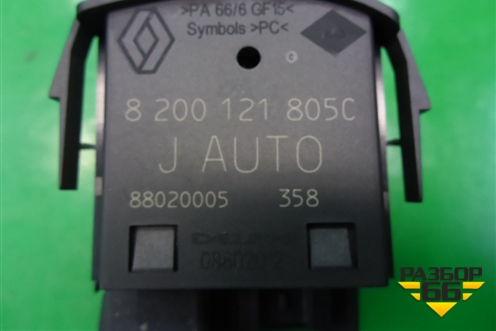 >PA 66/6 GF15<
Symbols >PC<
8 200 121 805C
J AUTO
88020005 358
РАЗБОР
66